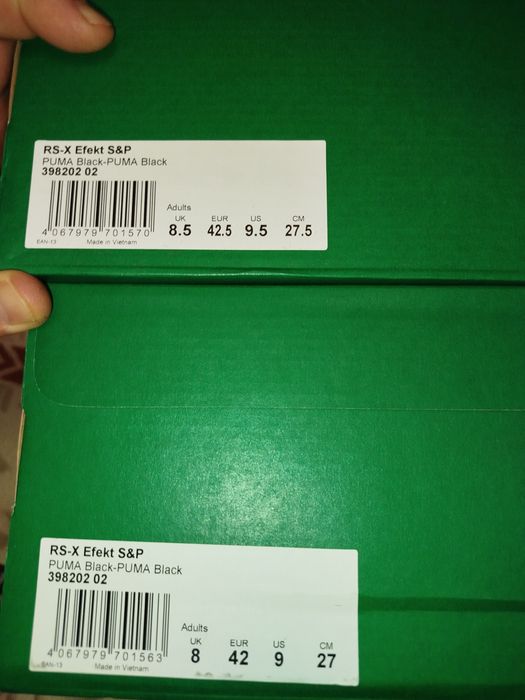 RS-X Efekt S&P
PUMA Black-PUMA Black
398202 02
Adults
UK EUR US CM
8.5 42.5 9.5 27.5
4 067979 701570
EAN-13 Made in Vietnam
RS-X Efekt S&P
PUMA Black-PUMA Black
398202 02
Adults
UK EUR US CM
8 42 9 27
4 067979 701563
EAN-13 Made in Vietnam